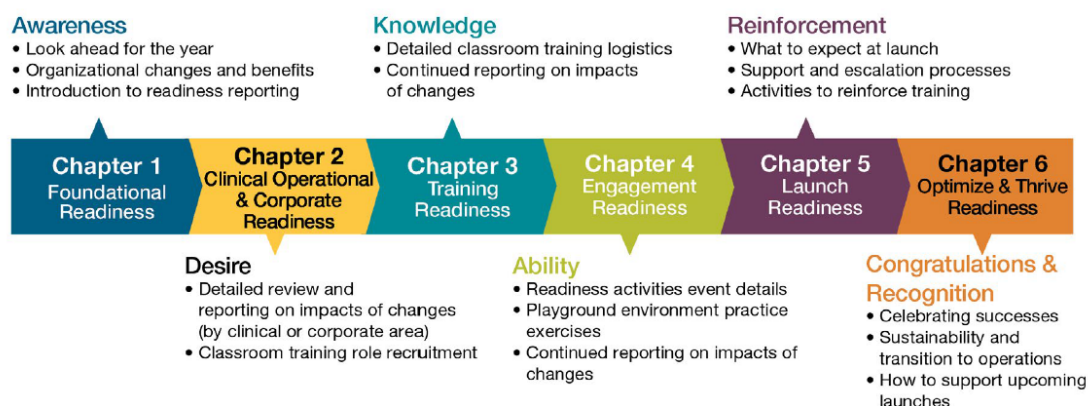 Awareness
• Look ahead for the year
• Organizational changes and benefits
• Introduction to readiness reporting
Knowledge
• Detailed classroom training logistics
• Continued reporting on impacts
of changes
Reinforcement
• What to expect at launch
• Support and escalation processes
• Activities to reinforce training
Chapter 1
Foundational
Readiness
Chapter 2
Clinical Operational
& Corporate
Readiness
Chapter 3
Training
Readiness
Chapter 4
Engagement
Readiness
Chapter 5
Launch
Readiness
Chapter 6
Optimize & Thrive
Readiness
Desire
• Detailed review and
reporting on impacts of changes
(by clinical or corporate area)
• Classroom training role recruitment
Ability
• Readiness activities event details
• Playground environment practice
exercises
• Continued reporting on impacts of
changes
Congratulations &
Recognition
• Celebrating successes
• Sustainability and
transition to operations
• How to support upcoming
launches